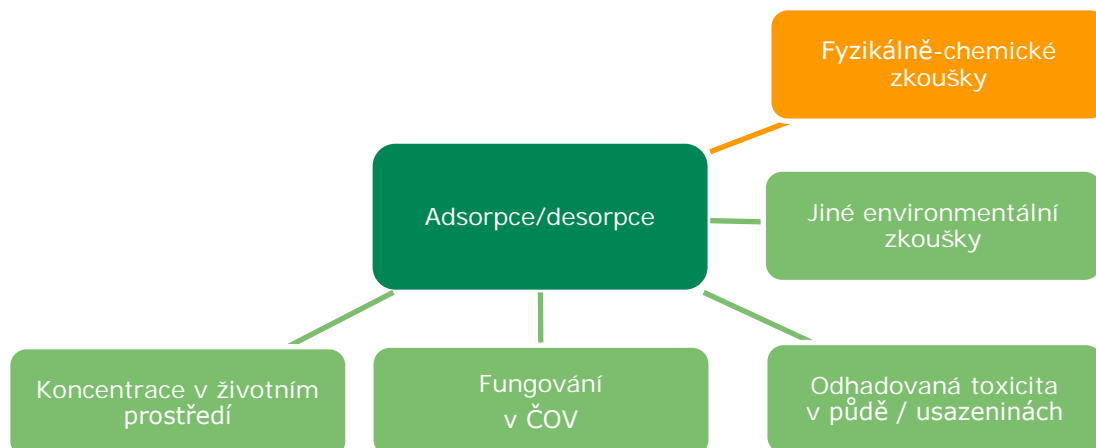 Fyzikálně-chemické
zkoušky
Adsorpce/desorpce
Jiné environmentální
zkoušky
Koncentrace v životním
prostředí
Fungování
v ČOV
Odhadovaná toxicita
v půdě / usazeninách